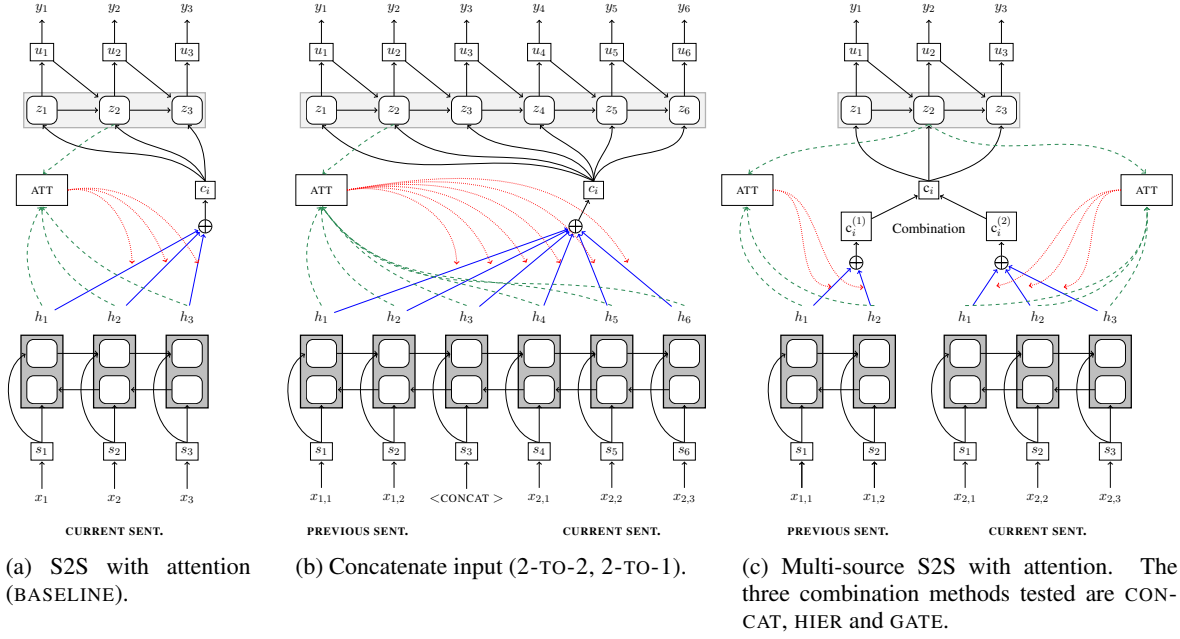 y1 y2 y3
u1 u2 u3
z1 z2 z3
ATT
ci
h1 h2 h3
s1 s2 s3
x1 x2 x3
CURRENT SENT.
(a) S2S with attention
(BASELINE).
y1 y2 y3 y4 y5 y6
u1 u2 u3 u4 u5 u6
z1 z2 z3 z4 z5 z6
ATT
ci
h1 h2 h3 h4 h5 h6
s1 s2 s3 s4 s5 s6
x1,1 x1,2 <CONCAT > x2,1 x2,2 x2,3
PREVIOUS SENT. CURRENT SENT.
(b) Concatenate input (2-TO-2, 2-TO-1).
y1 y2 y3
u1 u2 u3
z1 z2 z3
ATT ci ATT
ci(1) Combination ci(2)
h1 h2 h1 h2 h3
s1 s2 s1 s2 s3
x1,1 x1,2 x2,1 x2,2 x2,3
PREVIOUS SENT. CURRENT SENT.
(c) Multi-source S2S with attention. The
three combination methods tested are CON-
CAT, HIER and GATE.